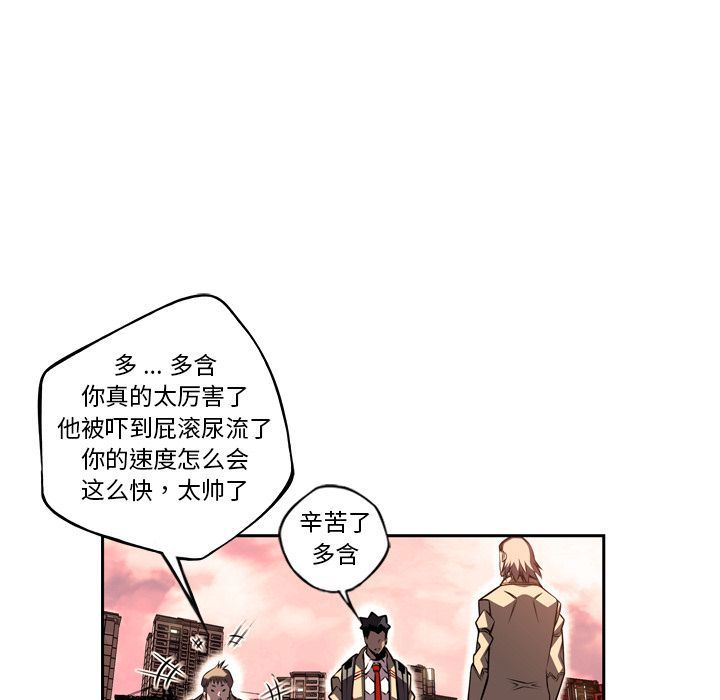 多...多含
你真的太厉害了
他被吓到屁滚尿流了
你的速度怎么会
这么快，太帅了
辛苦了
多含